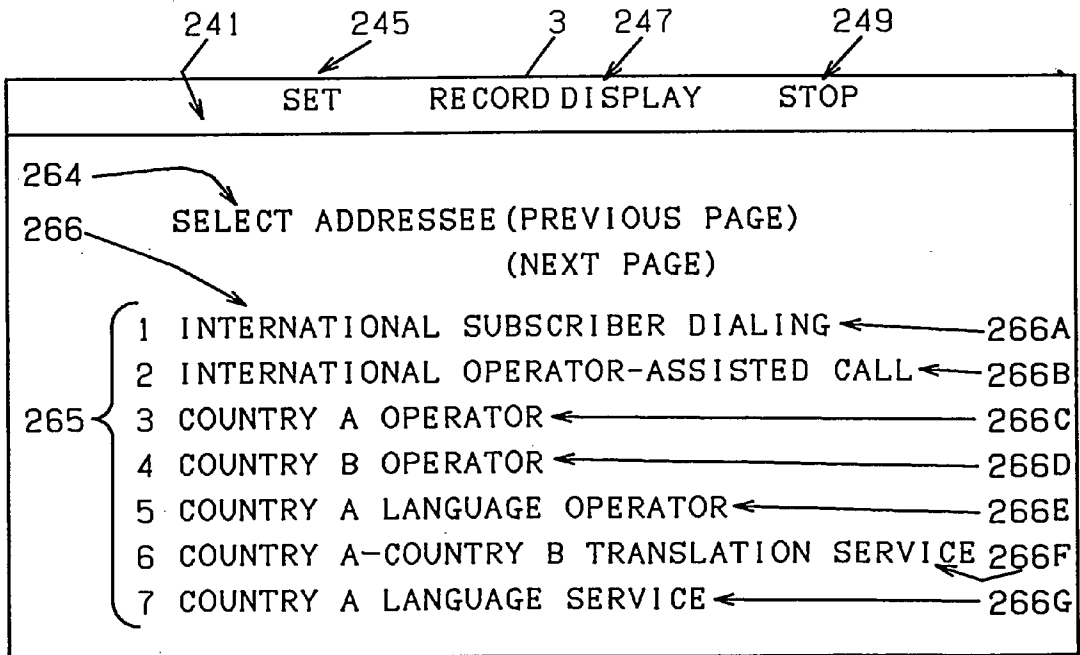 241 245 3 247 249
SET RECORD DISPLAY STOP
264
SELECT ADDRESSEE (PREVIOUS PAGE)
266
(NEXT PAGE)
1 INTERNATIONAL SUBSCRIBER DIALING 266A
2 INTERNATIONAL OPERATOR-ASSISTED CALL 266B
265 3 COUNTRY A OPERATOR 266C
4 COUNTRY B OPERATOR 266D
5 COUNTRY A LANGUAGE OPERATOR 266E
6 COUNTRY A-COUNTRY B TRANSLATION SERVICE 266F
7 COUNTRY A LANGUAGE SERVICE 266G